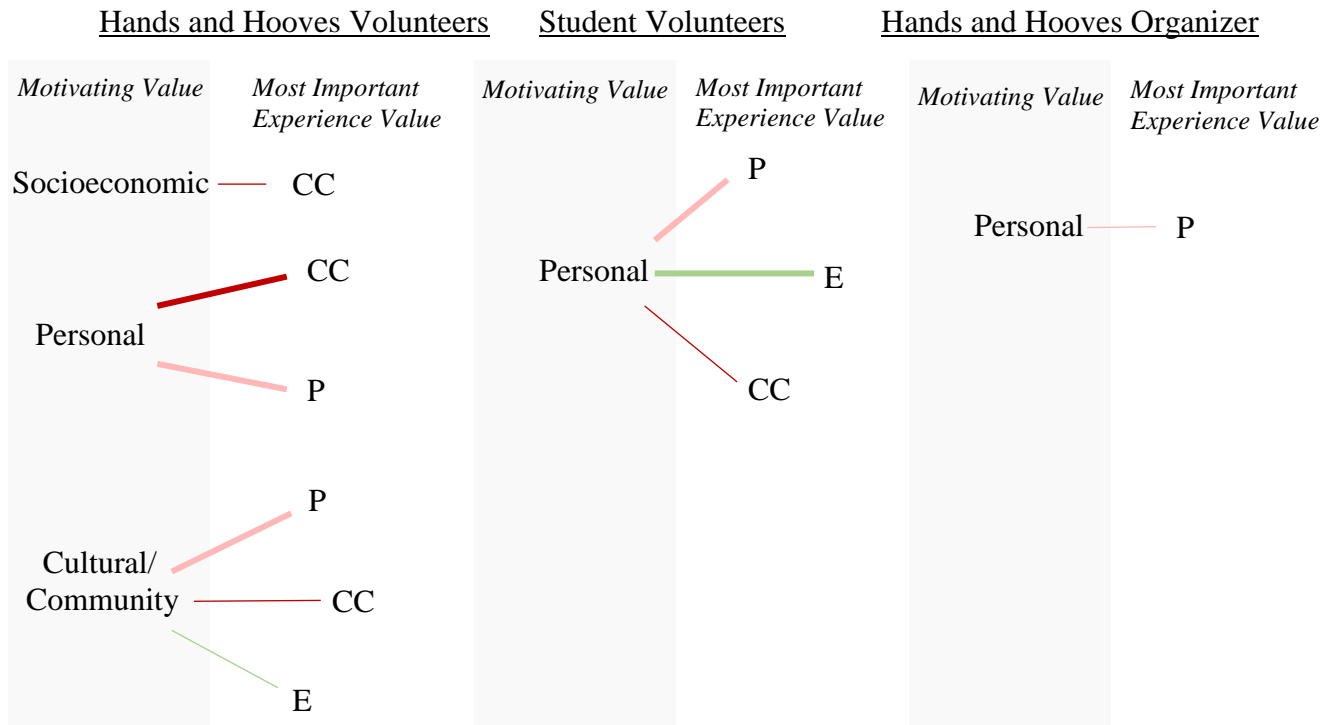 Hands and Hooves Volunteers
Motivating Value
Most Important
Experience Value
Socioeconomic
CC
Personal
CC
P
Cultural/
Community
P
CC
E
Student Volunteers
Motivating Value
Most Important
Experience Value
Personal
P
E
CC
Hands and Hooves Organizer
Motivating Value
Most Important
Experience Value
Personal
P